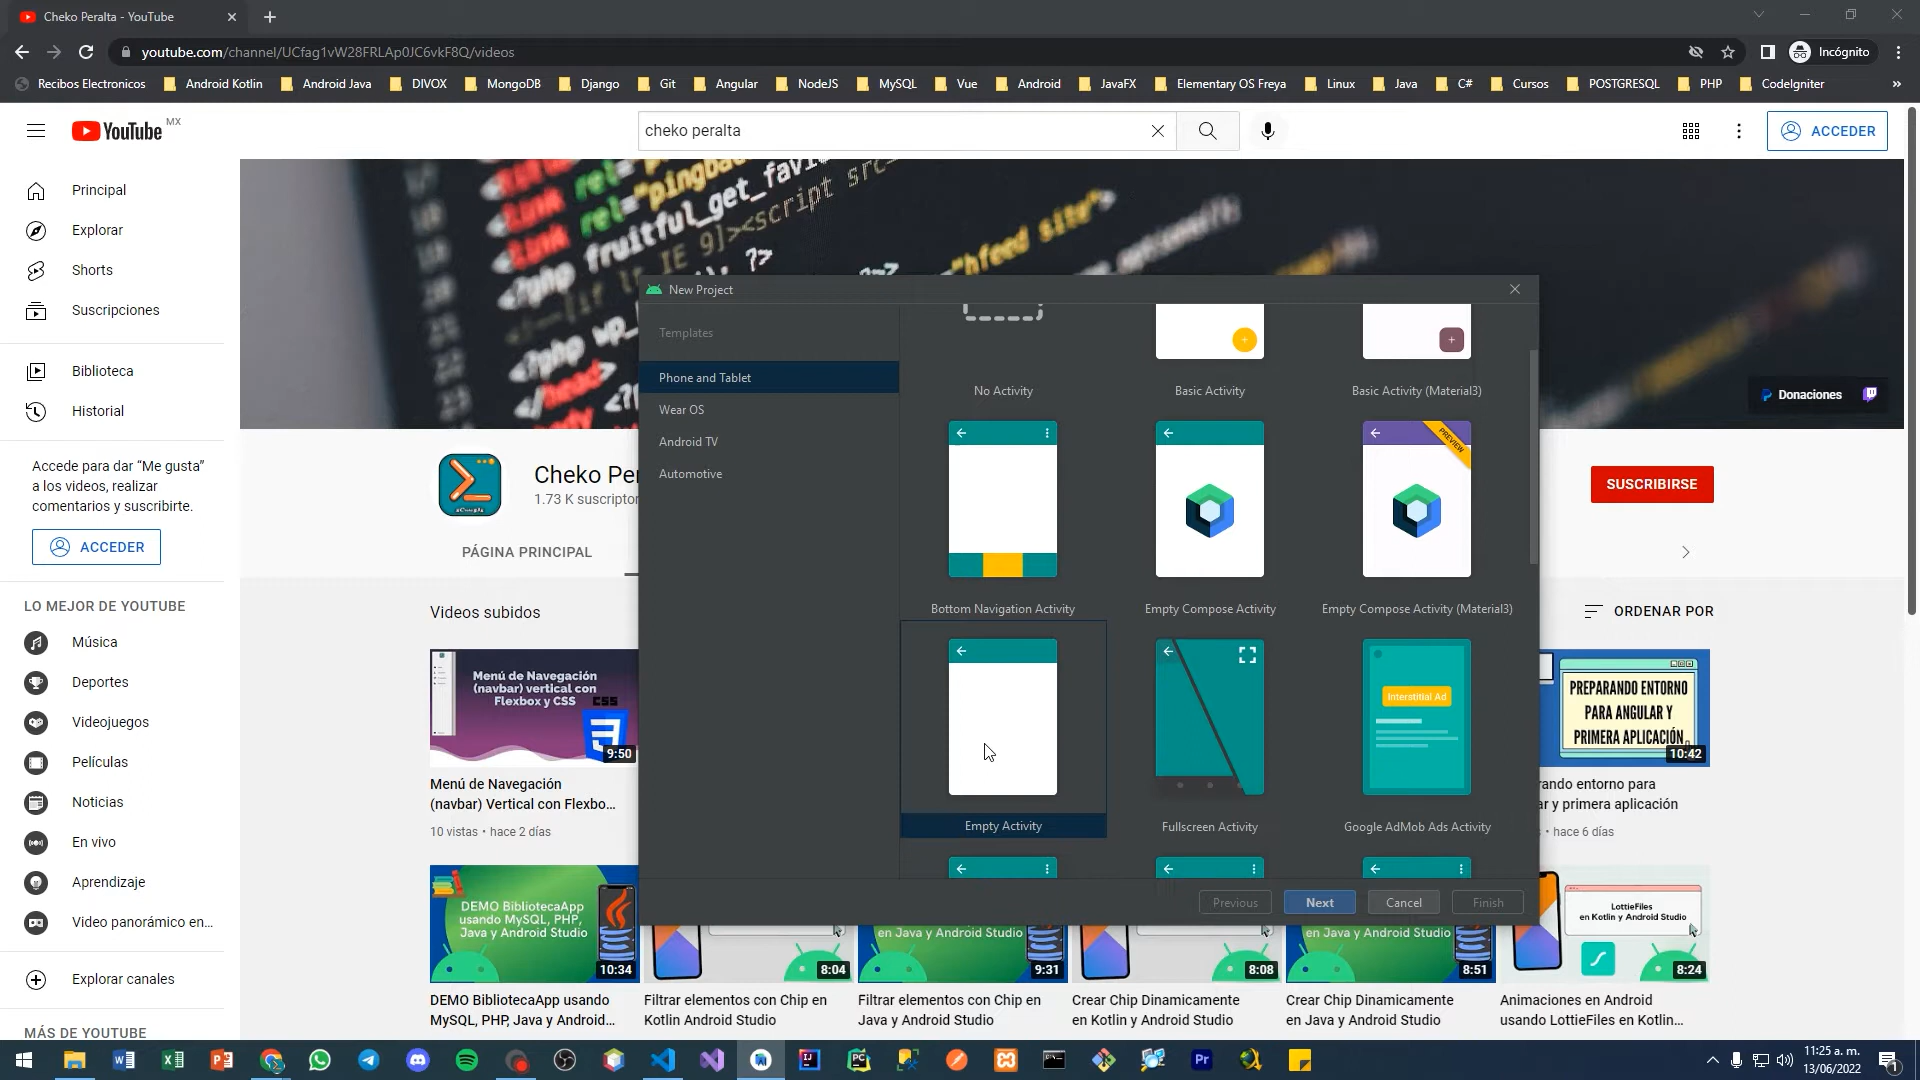 Cheko Peralta - YouTube
youtube.com/channel/UCfag1vW28FRLAp0JC6vkF8Q/videos
Incógnito
Recibos Electronicos
Android Kotlin
Android Java
DIVOX
MongoDB
Django
Git
Angular
NodeJS
MySQL
Vue
Android
JavaFX
Elementary OS Freya
Linux
Java
C#
Cursos
POSTGRESQL
PHP
CodeIgniter
»
YouTube MX
cheko peralta
ACCEDER
Principal
Explorar
Shorts
Suscripciones
Biblioteca
Historial
Accede para dar “Me gusta”
a los videos, realizar
comentarios y suscribirte.
ACCEDER
LO MEJOR DE YOUTUBE
Música
Deportes
Videojuegos
Películas
Noticias
En vivo
Aprendizaje
Video panorámico en...
Explorar canales
MÁS DE YOUTUBE
rel="pingba
fruitful_get_favi
IE 9]><script src
"hfeed site">
Donaciones
Cheko Per
1.73 K suscriptor
SUSCRIBIRSE
PÁGINA PRINCIPAL
Videos subidos
ORDENAR POR
New Project
Templates
Phone and Tablet
Wear OS
Android TV
Automotive
No Activity
Basic Activity
Basic Activity (Material3)
PREVIEW
Bottom Navigation Activity
Empty Compose Activity
Empty Compose Activity (Material3)
Interstitial Ad
Empty Activity
Fullscreen Activity
Google AdMob Ads Activity
Previous
Next
Cancel
Finish
Menú de Navegación
(navbar) vertical con
Flexbox y CSS
CSS
9:50
Menú de Navegación
(navbar) Vertical con Flexbo...
10 vistas • hace 2 días
PREPARANDO ENTORNO
PARA ANGULAR Y
PRIMERA APLICACIÓN
10:42
rando entorno para
ar y primera aplicación
• hace 6 días
DEMO BibliotecaApp
usando MySQL, PHP,
Java y Android Studio
10:34
DEMO BibliotecaApp usando
MySQL, PHP, Java y Android...
8:04
Filtrar elementos con Chip en
Kotlin Android Studio
en Java y Android Studio
9:31
Filtrar elementos con Chip en
Java y Android Studio
8:08
Crear Chip Dinamicamente
en Kotlin y Android Studio
en Java y Android Studio
8:51
Crear Chip Dinamicamente
en Java y Android Studio
LottieFiles
en Kotlin y Android Studio
8:24
Animaciones en Android
usando LottieFiles en Kotlin...
11:25 a. m.
13/06/2022
1